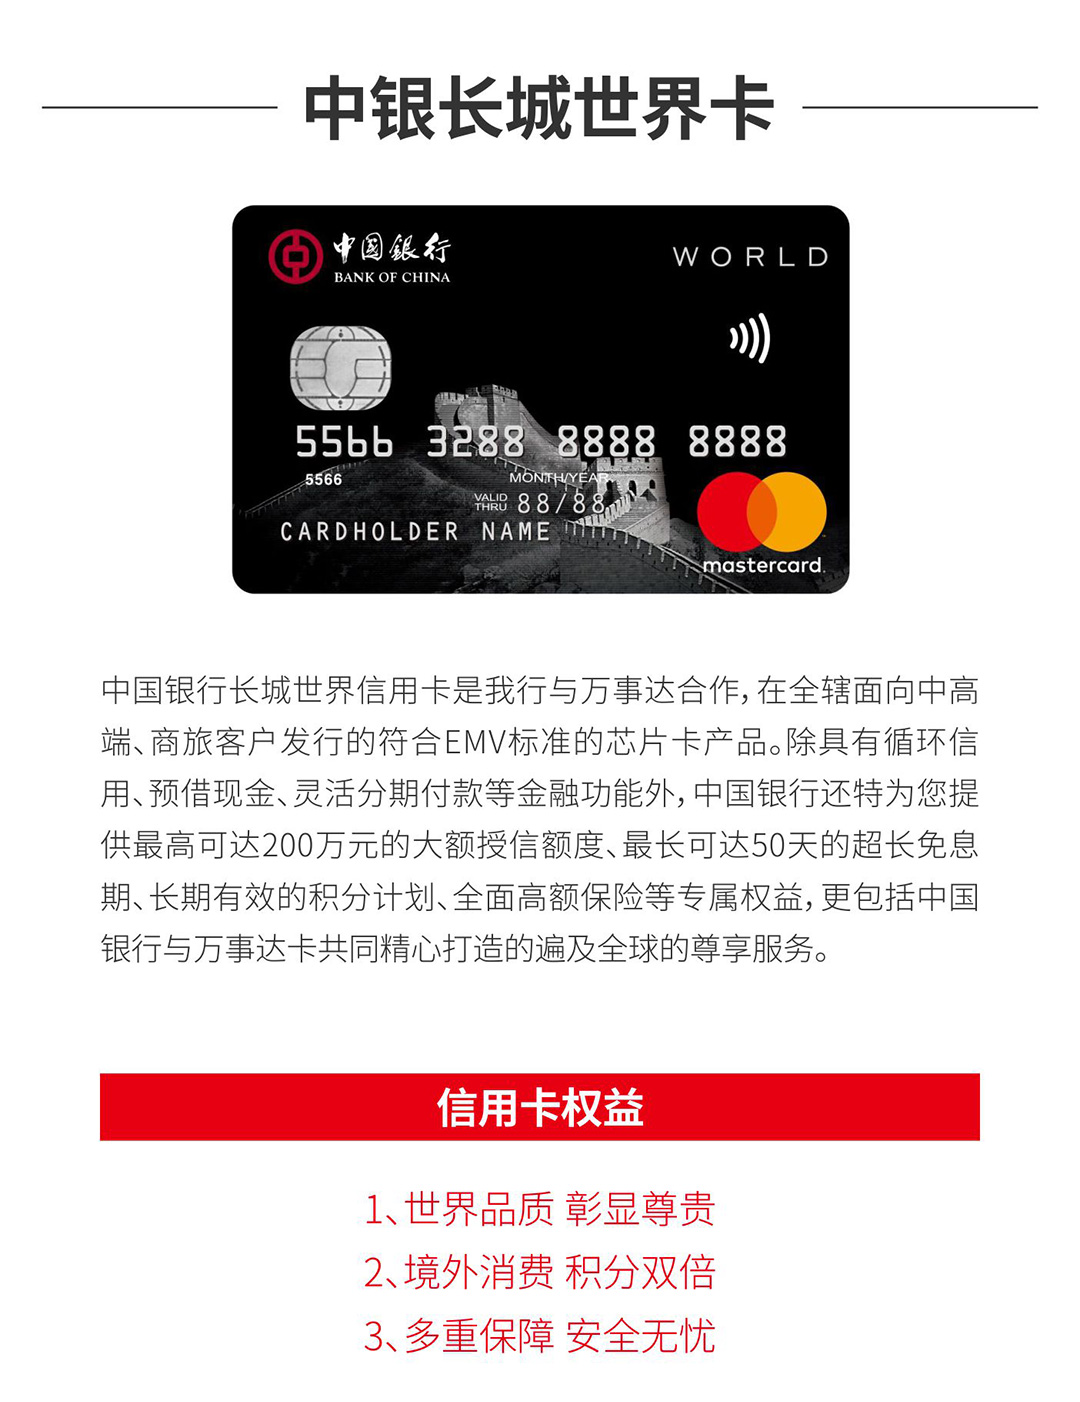 中银长城世界卡
中国銀行
BANK OF CHINA
WORLD
5566 3288 8888 8888
5566
MONTH/YEAR
VALID THRU 88/88
CARDHOLDER NAME
mastercard.
中国银行长城世界信用卡是我行与万事达合作，在全辖面向中高
端、商旅客户发行的符合EMV标准的芯片卡产品。除具有循环信
用、预借现金、灵活分期付款等金融功能外，中国银行还特为您提
供最高可达200万元的大额授信额度、最长可达50天的超长免息
期、长期有效的积分计划、全面高额保险等专属权益，更包括中国
银行与万事达卡共同精心打造的遍及全球的尊享服务。
信用卡权益
1、世界品质 彰显尊贵
2、境外消费 积分双倍
3、多重保障 安全无忧